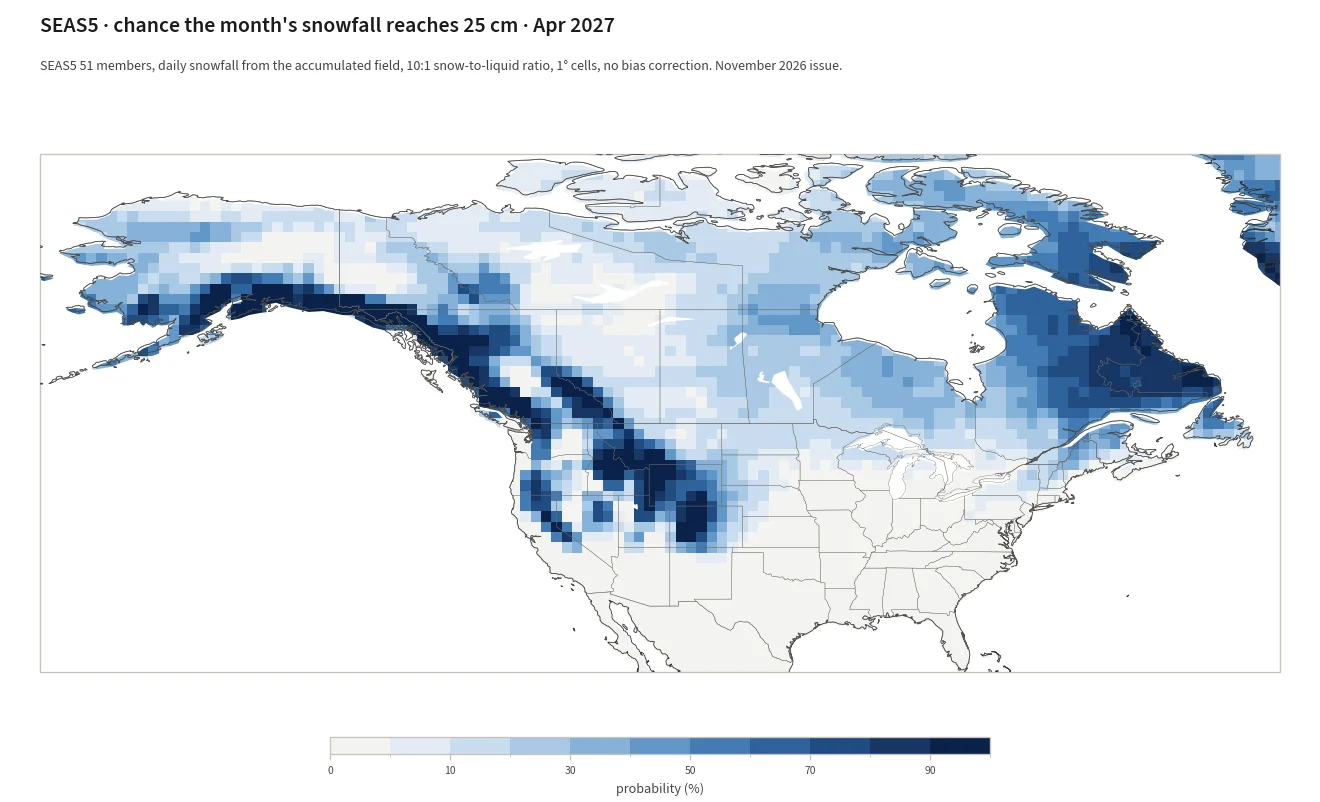 SEAS5 · chance the month's snowfall reaches 25 cm · Apr 2027
SEAS5 51 members, daily snowfall from the accumulated field, 10:1 snow-to-liquid ratio, 1° cells, no bias correction. November 2026 issue.
0 10 30 50 70 90
probability (%)